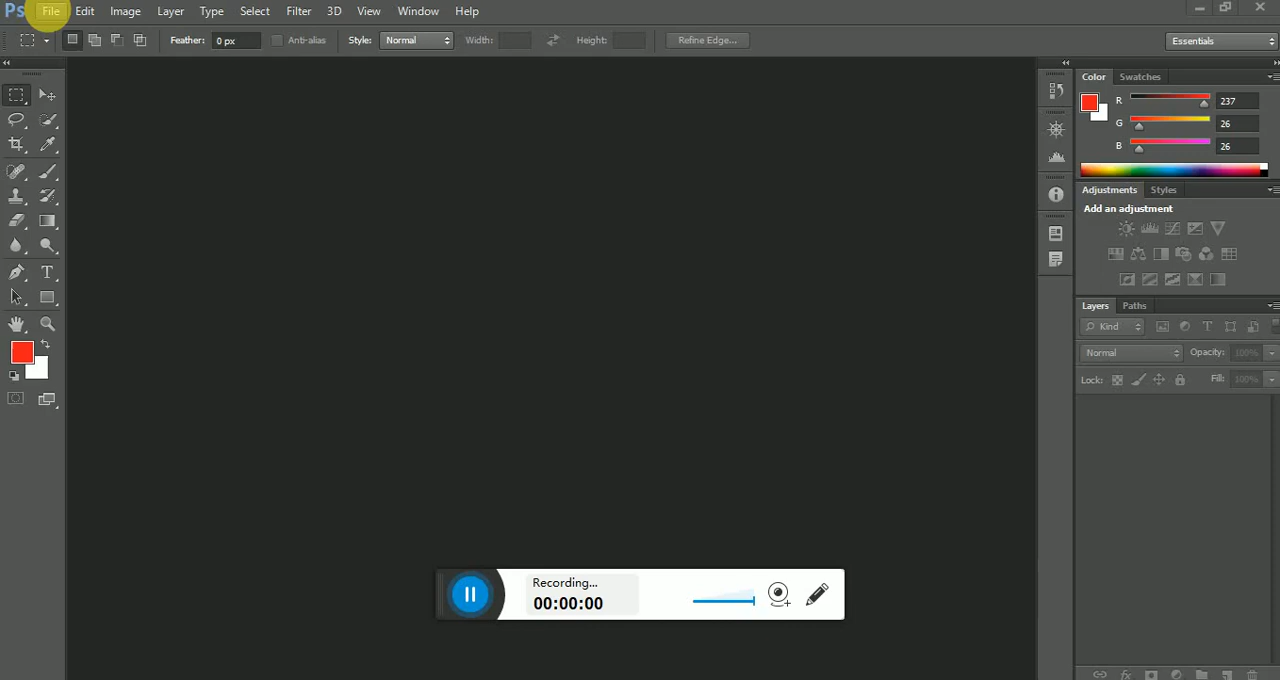 Ps File Edit Image Layer Type Select Filter 3D View Window Help
Feather: 0 px Anti-alias Style: Normal Width: Height: Refine Edge... Essentials
Color Swatches
R 237
G 26
B 26
Adjustments Styles
Add an adjustment
Layers Paths
Kind
Normal Opacity: 100%
Lock: Fill: 100%
Recording...
00:00:00